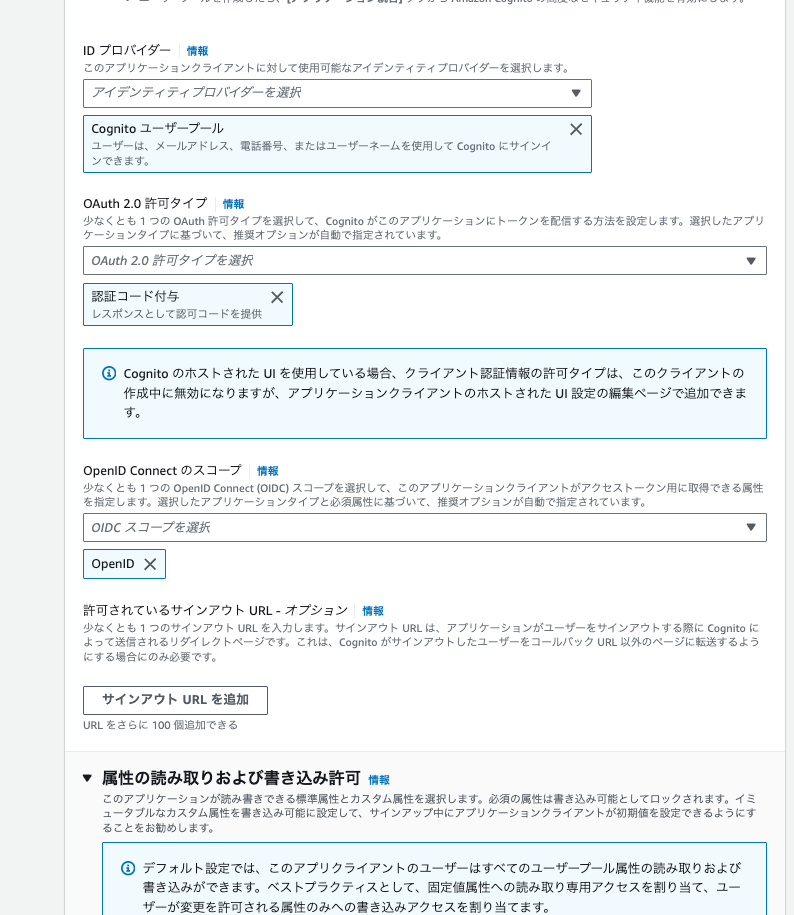 ID プロバイダー 情報
このアプリケーションクライアントに対して使用可能なアイデンティティプロバイダーを選択します。
アイデンティティプロバイダーを選択
Cognito ユーザープール
ユーザーは、メールアドレス、電話番号、またはユーザーネームを使用して Cognito にサインイ
ンできます。
OAuth 2.0 許可タイプ 情報
少なくとも 1 つの OAuth 許可タイプを選択して、Cognito がこのアプリケーションにトークンを配信する方法を設定します。選択したアプリ
ケーションタイプに基づいて、推奨オプションが自動で指定されています。
OAuth 2.0 許可タイプを選択
認証コード付与
レスポンスとして認可コードを提供
Cognito のホストされた UI を使用している場合、クライアント認証情報の許可タイプは、このクライアントの
作成中に無効になりますが、アプリケーションクライアントのホストされた UI 設定の編集ページで追加できま
す。
OpenID Connect のスコープ 情報
少なくとも 1 つの OpenID Connect (OIDC) スコープを選択して、このアプリケーションクライアントがアクセストークン用に取得できる属性
を指定します。選択したアプリケーションタイプと必須属性に基づいて、推奨オプションが自動で指定されています。
OIDC スコープを選択
OpenID
許可されているサインアウト URL - オプション 情報
少なくとも 1 つのサインアウト URL を入力します。サインアウト URL は、アプリケーションがユーザーをサインアウトする際に Cognito に
よって送信されるリダイレクトページです。これは、Cognito がサインアウトしたユーザーをコールバック URL 以外のページに転送するよう
にする場合にのみ必要です。
サインアウト URL を追加
URL をさらに 100 個追加できる
属性の読み取りおよび書き込み許可 情報
このアプリケーションが読み書きできる標準属性とカスタム属性を選択します。必須の属性は書き込み可能としてロックされます。イミ
ュータブルなカスタム属性を書き込み可能に設定して、サインアップ中にアプリケーションクライアントが初期値を設定できるようにす
ることをお勧めします。
デフォルト設定では、このアプリクライアントのユーザーはすべてのユーザープール属性の読み取りおよび
書き込みができます。ベストプラクティスとして、固定値属性への読み取り専用アクセスを割り当て、ユー
ザーが変更を許可される属性のみへの書き込みアクセスを割り当てます。